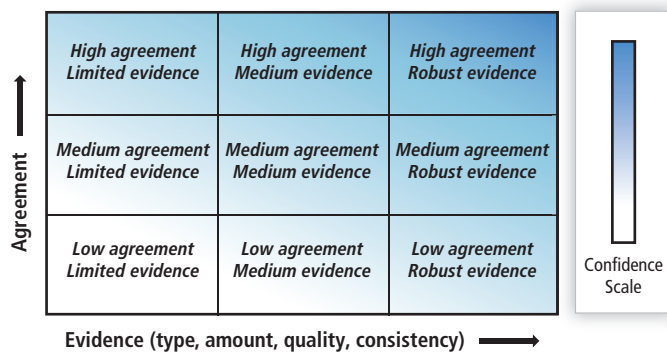 High agreement
Limited evidence
High agreement
Medium evidence
High agreement
Robust evidence
Medium agreement
Limited evidence
Medium agreement
Medium evidence
Medium agreement
Robust evidence
Low agreement
Limited evidence
Low agreement
Medium evidence
Low agreement
Robust evidence
Agreement
Evidence (type, amount, quality, consistency)
Confidence
Scale